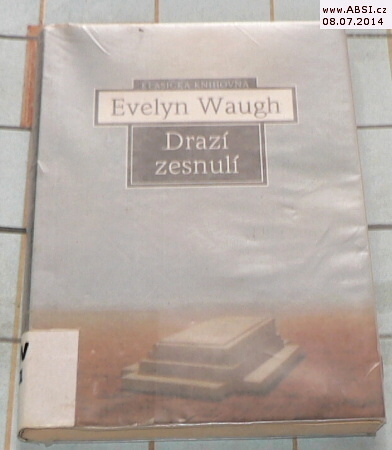 www.ABSI.cz
08.07.2014
KLASICKÁ KNIHOVNA
Evelyn Waugh
Drazí
zesnulí